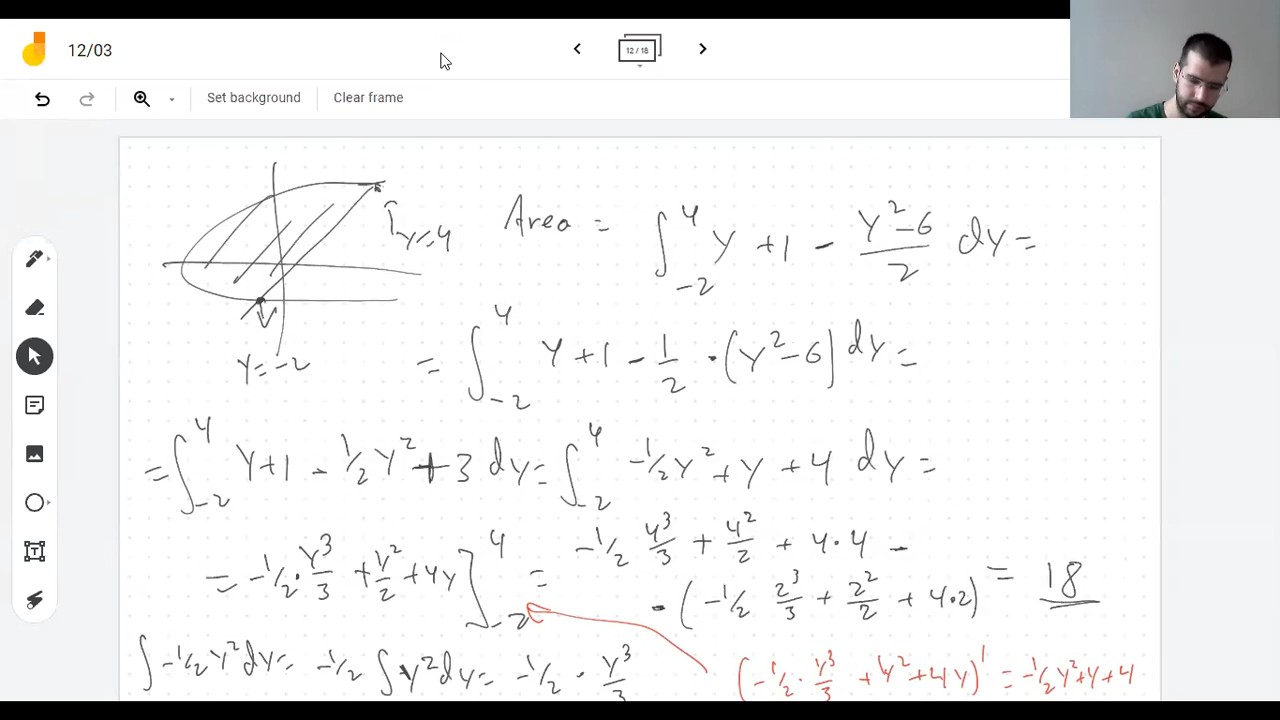 12/03
12 / 18
Set background
Clear frame
y=4
y=-2
Area = ∫_{-2}^{4} y + 1 - (y²-6)/2 dy =
= ∫_{-2}^{4} y + 1 - 1/2 · (y²-6) dy =
= ∫_{-2}^{4} y+1 - 1/2 y² + 3 dy = ∫_{-2}^{4} -1/2 y² + y + 4 dy =
= -1/2 · y³/3 + y²/2 + 4y ]_{-2}^{4} = -1/2 4³/3 + 4²/2 + 4·4 -
- (-1/2 2³/3 + 2²/2 + 4·2) = 18
∫ -1/2 y² dy = -1/2 ∫ y² dy = -1/2 · y³/3
(-1/2 · y³/3 + y² + 4y)' = -1/2 y² + y + 4